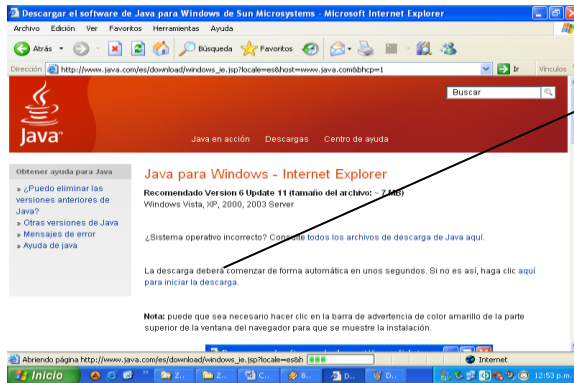 Descargar el software de Java para Windows de Sun Microsystems - Microsoft Internet Explorer
Archivo Edición Ver Favoritos Herramientas Ayuda
Atrás Búsqueda Favoritos
Dirección http://www.java.com/es/download/windows_ie.jsp?locale=es&host=www.java.com&bhcp=1 Ir Vínculos
Buscar
Java
Java en acción Descargas Centro de ayuda
Obtener ayuda para Java
» ¿Puedo eliminar las
versiones anteriores de
Java?
» Otras versiones de Java
» Mensajes de error
» Ayuda de java
Java para Windows - Internet Explorer
Recomendado Version 6 Update 11 (tamaño del archivo: ~ 7 MB)
Windows Vista, XP, 2000, 2003 Server
¿Sistema operativo incorrecto? Consulte todos los archivos de descarga de Java aquí.
La descarga deberá comenzar de forma automática en unos segundos. Si no es así, haga clic aquí
para iniciar la descarga.
Nota: puede que sea necesario hacer clic en la barra de advertencia de color amarillo de la parte
superior de la ventana del navegador para que se muestre la instalación.
Abriendo página http://www.java.com/es/download/windows_ie.jsp?locale=es&h Internet
Inicio 2.. 2.. C.. 8.. D.. D.. 12:53 p.m.